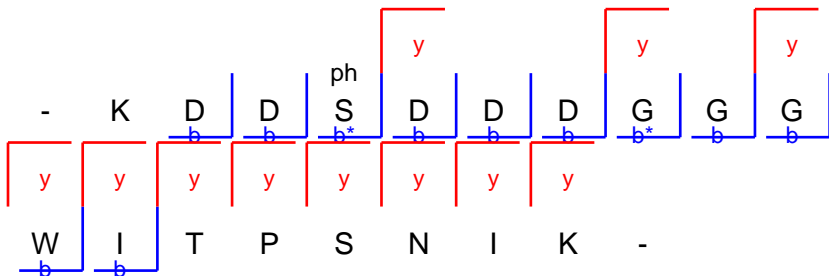 y y y
ph
- K D D S D D D G G G
b b b* b b b b* b b
y y y y y y y y
W I T P S N I K -
b b